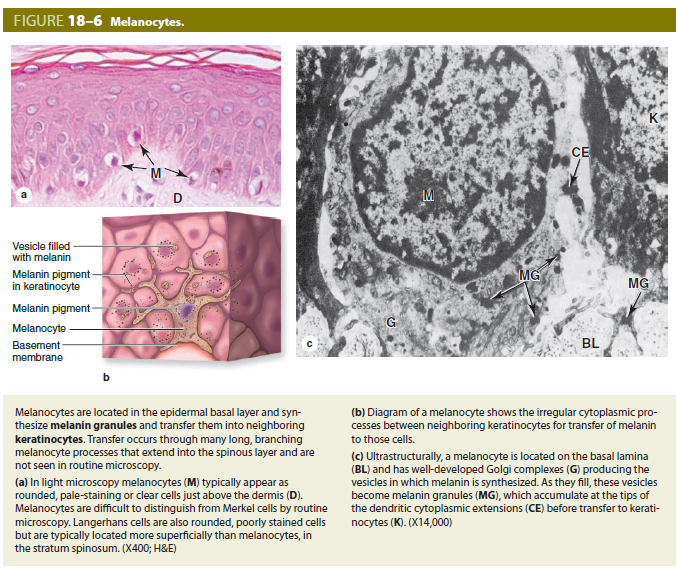 FIGURE 18–6 Melanocytes.
M
D
a
K
CE
M
MG
MG
G
BL
c
Vesicle filled
with melanin
Melanin pigment
in keratinocyte
Melanin pigment
Melanocyte
Basement
membrane
b
Melanocytes are located in the epidermal basal layer and syn-
thesize melanin granules and transfer them into neighboring
keratinocytes. Transfer occurs through many long, branching
melanocyte processes that extend into the spinous layer and are
not seen in routine microscopy.
(a) In light microscopy melanocytes (M) typically appear as
rounded, pale-staining or clear cells just above the dermis (D).
Melanocytes are difficult to distinguish from Merkel cells by routine
microscopy. Langerhans cells are also rounded, poorly stained cells
but are typically located more superficially than melanocytes, in
the stratum spinosum. (X400; H&E)
(b) Diagram of a melanocyte shows the irregular cytoplasmic pro-
cesses between neighboring keratinocytes for transfer of melanin
to those cells.
(c) Ultrastructurally, a melanocyte is located on the basal lamina
(BL) and has well-developed Golgi complexes (G) producing the
vesicles in which melanin is synthesized. As they fill, these vesicles
become melanin granules (MG), which accumulate at the tips of
the dendritic cytoplasmic extensions (CE) before transfer to kerati-
nocytes (K). (X14,000)